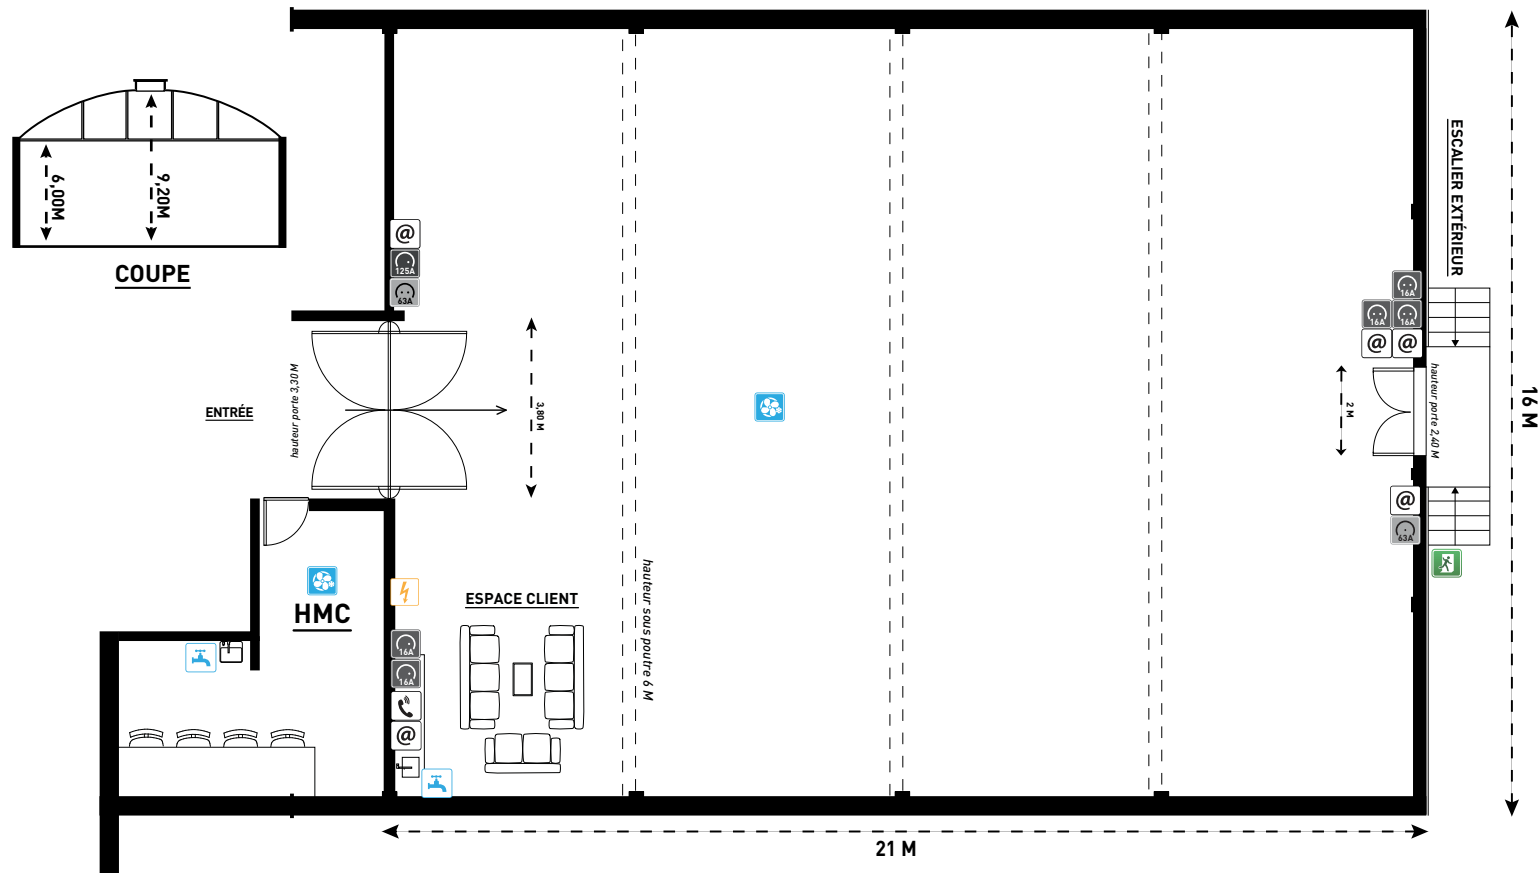 6,00M
9,20M
COUPE
@
125A
63A
ENTRÉE
hauteur porte 3,30 M
3,80 M
HMC
ESPACE CLIENT
16A
16A
@
hauteur sous poutre 6 M
ESCALIER EXTÉRIEUR
16A
16A
16A
@
@
2 M
hauteur porte 2,40 M
@
63A
16 M
21 M